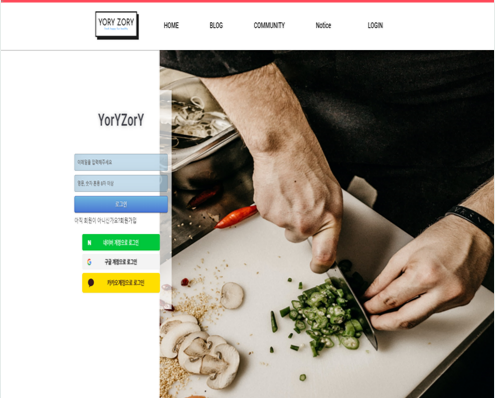 YORY ZORY
HOME BLOG COMMUNITY Notice LOGIN
YorYZorY
이메일을 입력해주세요
영문, 숫자 혼용 8자 이상
로그인
아직 회원이 아니신가요?회원가입
N 네이버 계정으로 로그인
G 구글 계정으로 로그인
카카오계정으로 로그인